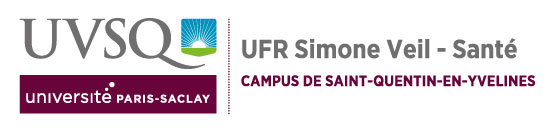 UVSQ
université PARIS-SACLAY
UFR Simone Veil - Santé
CAMPUS DE SAINT-QUENTIN-EN-YVELINES